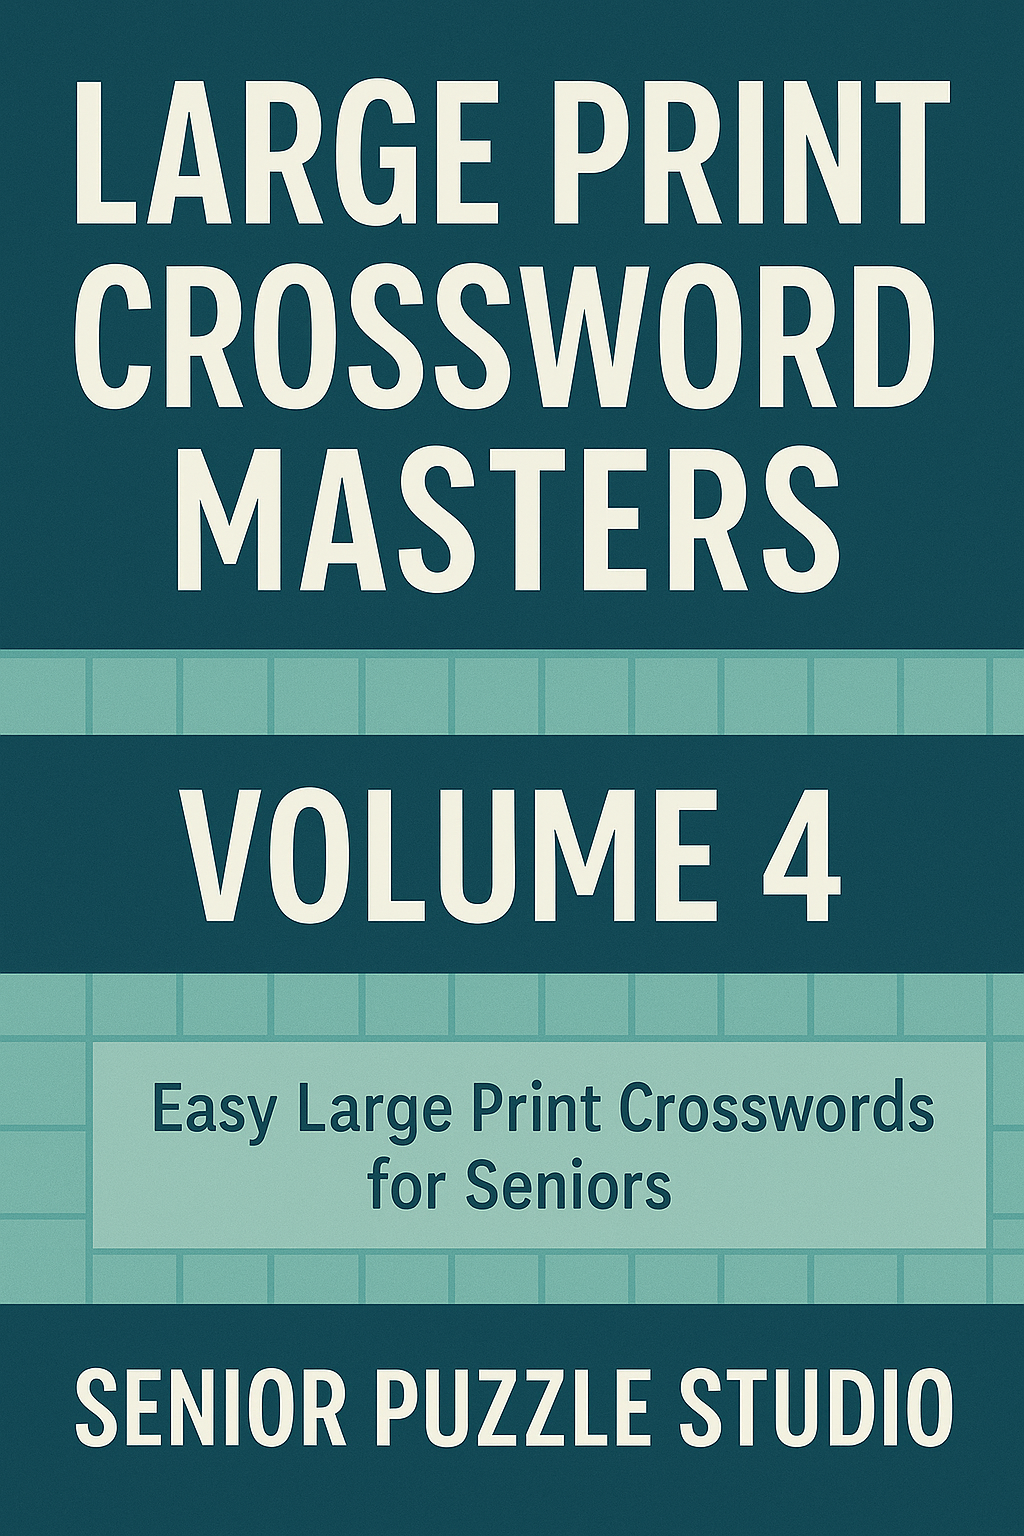 LARGE PRINT
CROSSWORD
MASTERS
VOLUME 4
Easy Large Print Crosswords
for Seniors
SENIOR PUZZLE STUDIO